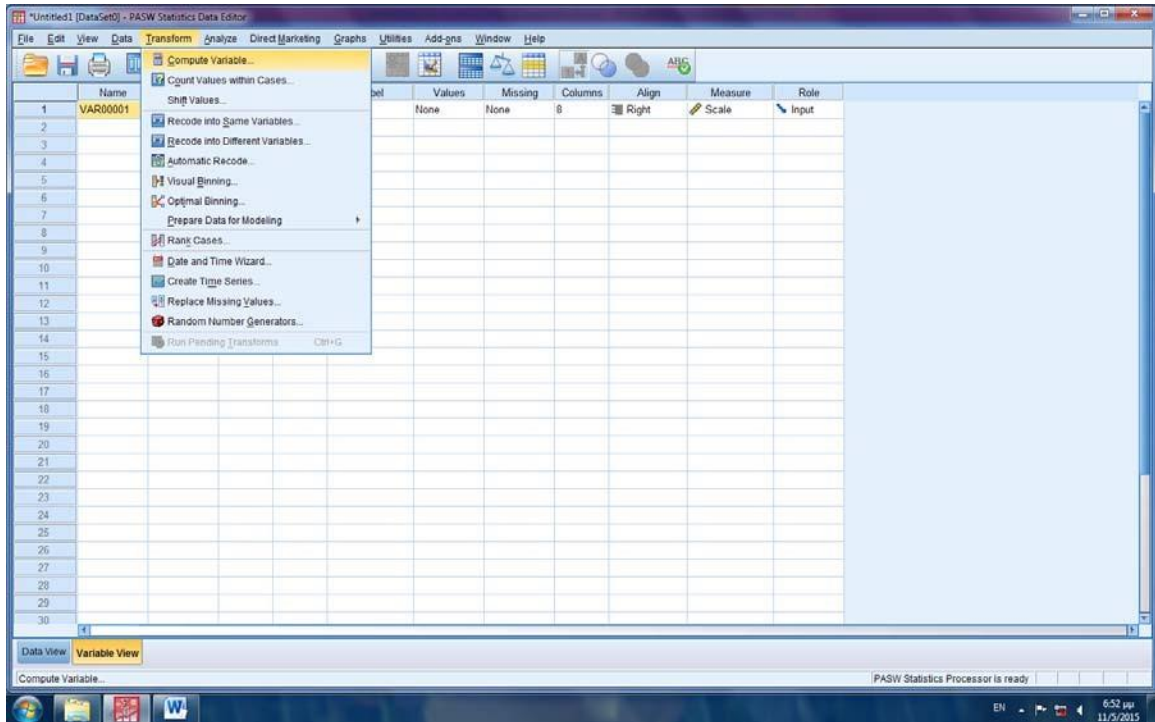 *Untitled1 [DataSet0] - PASW Statistics Data Editor
File Edit View Data Transform Analyze Direct Marketing Graphs Utilities Add-ons Window Help
Compute Variable...
Count Values within Cases...
Shift Values...
Recode into Same Variables...
Recode into Different Variables...
Automatic Recode...
Visual Binning...
Optimal Binning...
Prepare Data for Modeling
Rank Cases...
Date and Time Wizard...
Create Time Series...
Replace Missing Values...
Random Number Generators...
Run Pending Transforms Ctrl+G
Name bel Values Missing Columns Align Measure Role
1 VAR00001 None None 8 Right Scale Input
2
3
4
5
6
7
8
9
10
11
12
13
14
15
16
17
18
19
20
21
22
23
24
25
26
27
28
29
30
Data View Variable View
Compute Variable... PASW Statistics Processor is ready
EN 6:52 μμ
11/5/2015